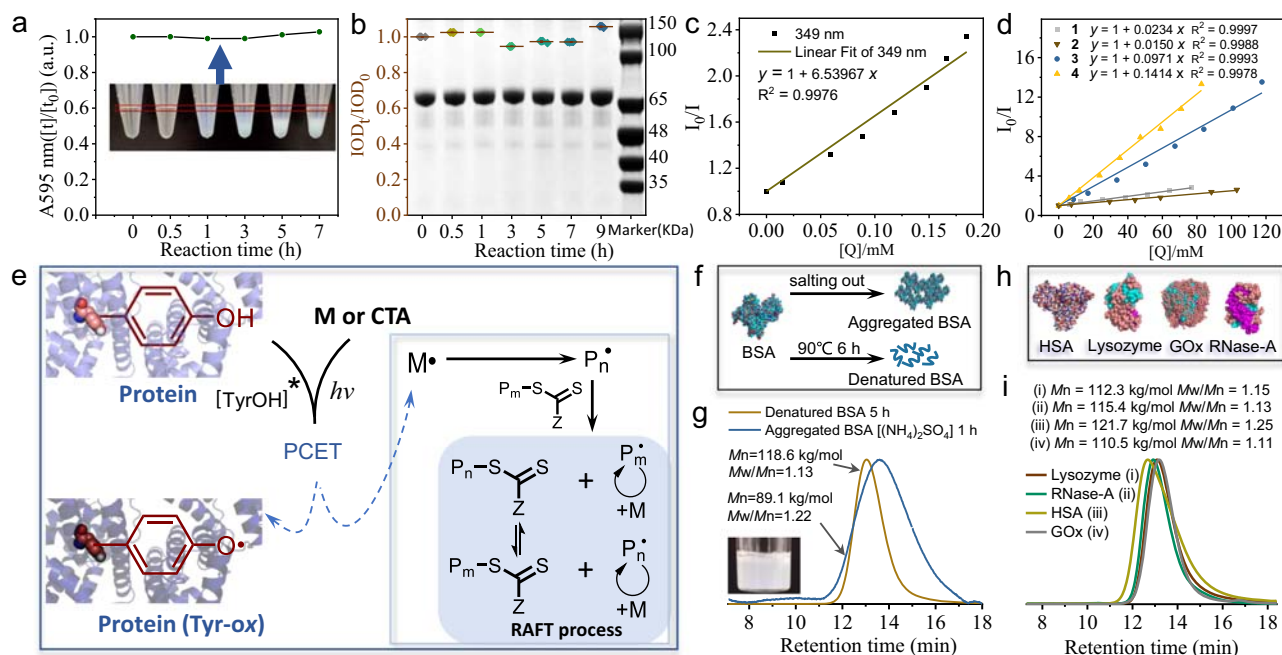 a
A595 nm([t]/[t₀]) (a.u.)
1.0
0.8
0.6
0.4
0.2
0.0
0 0.5 1 3 5 7
Reaction time (h)
b
IODt/IOD₀
1.0
0.8
0.6
0.4
0.2
0.0
150
100
65
48
40
35
0 0.5 1 3 5 7 9 Marker(KDa)
Reaction time (h)
c
I₀/I
2.4
2.0
1.6
1.2
0.8
349 nm
Linear Fit of 349 nm
y = 1 + 6.53967 x
R² = 0.9976
0.00 0.05 0.10 0.15 0.20
[Q]/mM
d
I₀/I
16
12
8
4
0
1 y = 1 + 0.0234 x R² = 0.9997
2 y = 1 + 0.0150 x R² = 0.9988
3 y = 1 + 0.0971 x R² = 0.9993
4 y = 1 + 0.1414 x R² = 0.9978
0 20 40 60 80 100 120
[Q]/mM
e
OH
Protein
M or CTA
[TyrOH]*
hν
PCET
O•
Protein (Tyr-ox)
M•
Pn•
Pm S S
Z
Pn S S
Z
+
Pm•
+M
Pm S S
Z
+
Pn•
+M
RAFT process
f
BSA
salting out
Aggregated BSA
90℃ 6 h
Denatured BSA
g
Denatured BSA 5 h
Aggregated BSA [(NH₄)₂SO₄] 1 h
Mn=118.6 kg/mol
Mw/Mn=1.13
Mn=89.1 kg/mol
Mw/Mn=1.22
8 10 12 14 16 18
Retention time (min)
h
HSA Lysozyme GOx RNase-A
i
(i) Mn = 112.3 kg/mol Mw/Mn = 1.15
(ii) Mn = 115.4 kg/mol Mw/Mn = 1.13
(iii) Mn = 121.7 kg/mol Mw/Mn = 1.25
(iv) Mn = 110.5 kg/mol Mw/Mn = 1.11
Lysozyme (i)
RNase-A (ii)
HSA (iii)
GOx (iv)
8 10 12 14 16 18
Retention time (min)